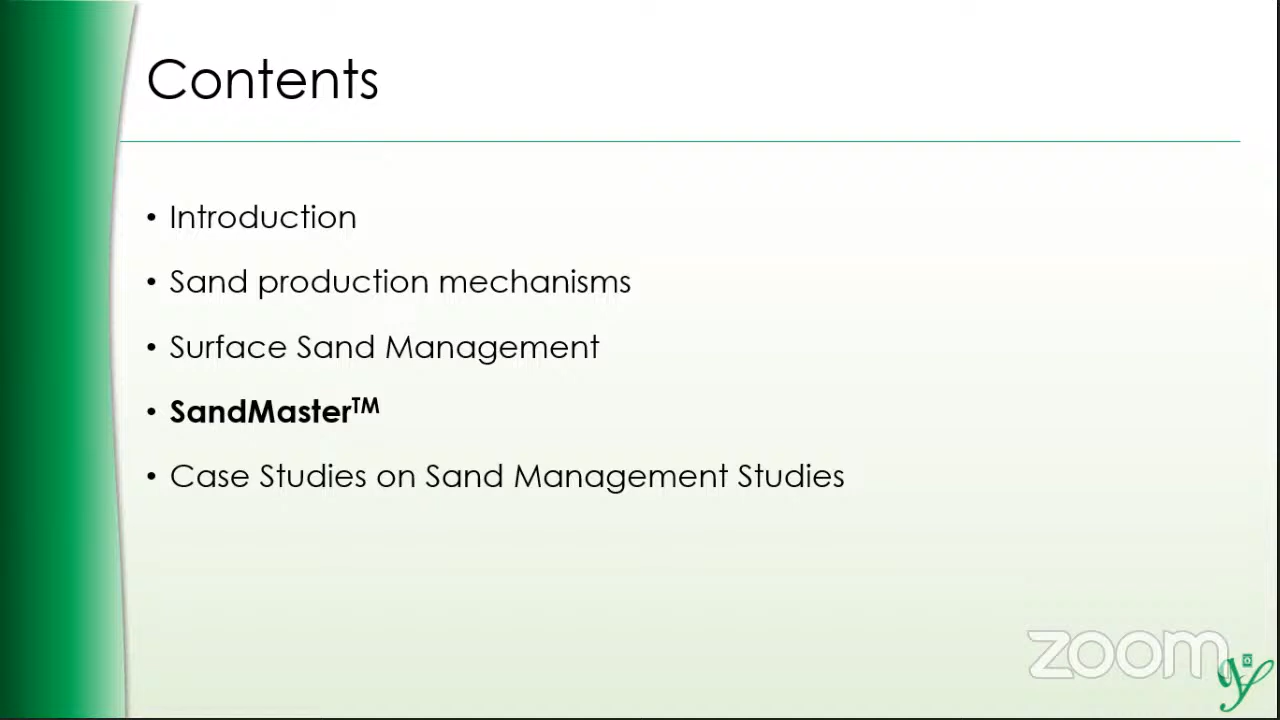 Contents
• Introduction
• Sand production mechanisms
• Surface Sand Management
• SandMaster™
• Case Studies on Sand Management Studies
zoom